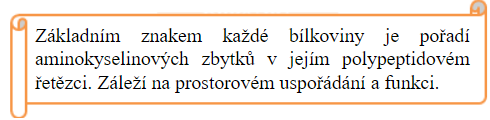 Základním znakem každé bílkoviny je pořadí
aminokyselinových zbytků v jejím polypeptidovém
řetězci. Záleží na prostorovém uspořádání a funkci.